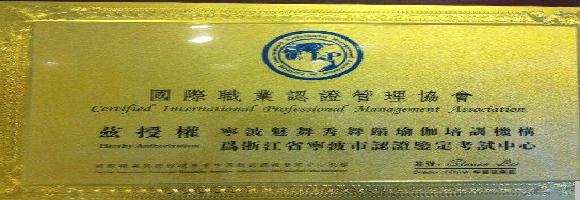 國際職業認證管理協會
Certified International Professional Management Association
茲授權 寧波魅舞秀舞蹈瑜伽培訓機構
Hereby Authorization 為浙江省寧波市認證鑒定考試中心